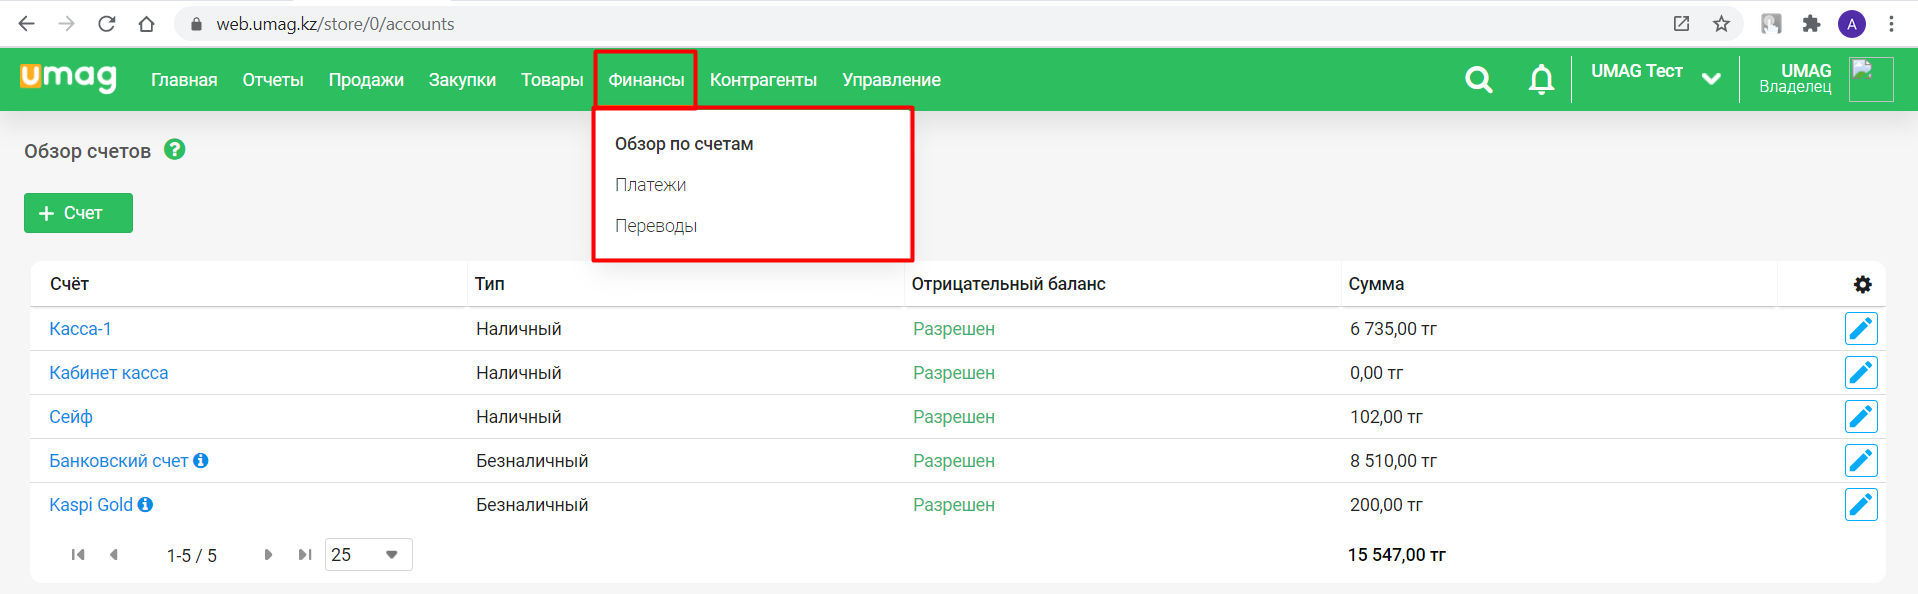 web.umag.kz/store/0/accounts
A
umag
Главная Отчеты Продажи Закупки Товары Финансы Контрагенты Управление
UMAG Тест
UMAG
Владелец
Обзор по счетам
Платежи
Переводы
Обзор счетов ?
+ Счет
Счёт Тип Отрицательный баланс Сумма
Касса-1 Наличный Разрешен 6 735,00 тг
Кабинет касса Наличный Разрешен 0,00 тг
Сейф Наличный Разрешен 102,00 тг
Банковский счет Безналичный Разрешен 8 510,00 тг
Kaspi Gold Безналичный Разрешен 200,00 тг
1-5 / 5 25 15 547,00 тг